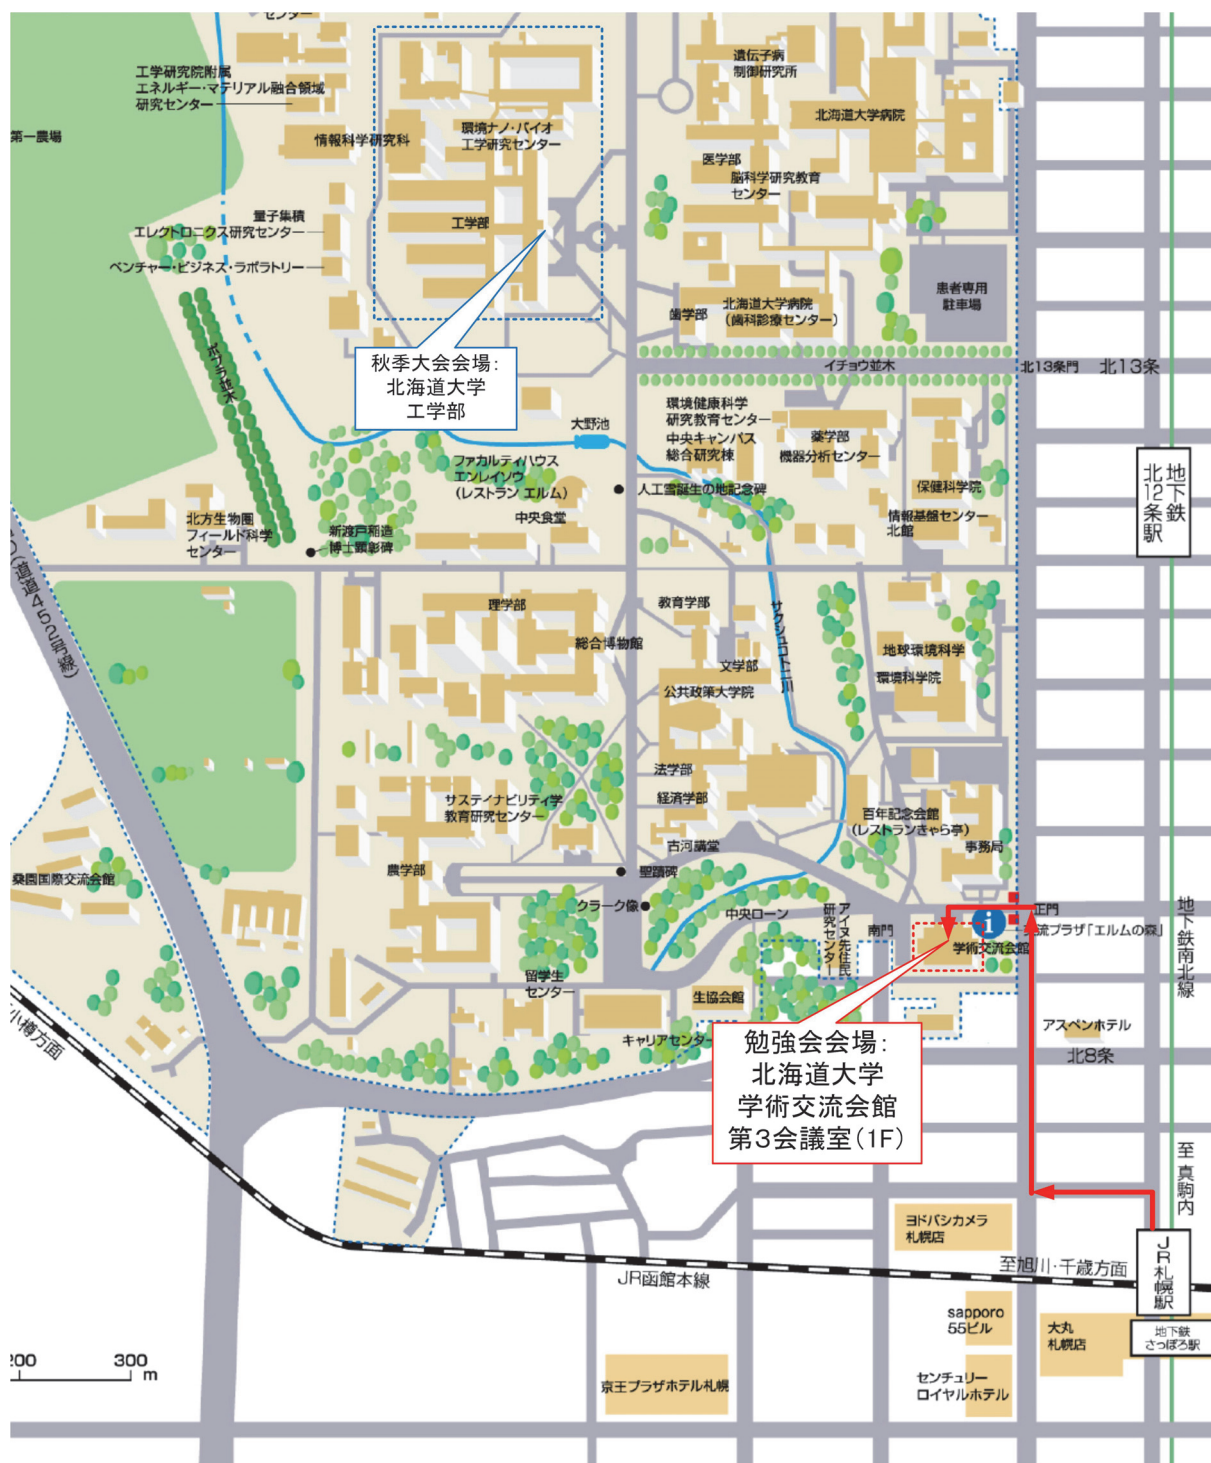 センター
工学研究院附属
エネルギー・マテリアル融合領域
研究センター
第一農場
情報科学研究科
環境ナノ・バイオ
工学研究センター
遺伝子病
制御研究所
北海道大学病院
医学部
脳科学研究教育
センター
量子集積
エレクトロニクス研究センター
ベンチャー・ビジネス・ラボラトリー
工学部
患者専用
駐車場
歯学部
北海道大学病院
(歯科診療センター)
ポプラ並木
秋季大会会場:
北海道大学
工学部
イチョウ並木
北13条門
北13条
環境健康科学
研究教育センター
中央キャンパス
総合研究棟
大野池
薬学部
機器分析センター
地下鉄
北12条駅
ファカルティハウス
エンレイソウ
(レストラン エルム)
人工雪誕生の地記念碑
保健科学院
中央食堂
情報基盤センター
北館
北方生物圏
フィールド科学
センター
新渡戸稲造
博士顕彰碑
(道道452号線)
理学部
総合博物館
教育学部
文学部
サクシュコトニ川
公共政策大学院
地球環境科学
環境科学院
法学部
経済学部
サステイナビリティ学
教育研究センター
百年記念会館
(レストランきゃら亭)
古河講堂
事務局
農学部
聖蹟碑
桑園国際交流会館
クラーク像
中央ローン
アイヌ先住民
研究センター
南門
正門
流プラザ「エルムの森」
i
学術交流会館
地下鉄南北線
留学生
センター
生協会館
キャリアセンター
アスペンホテル
北8条
小樽方面
勉強会会場:
北海道大学
学術交流会館
第3会議室(1F)
至 真駒内
ヨドバシカメラ
札幌店
JR札幌駅
至旭川・千歳方面
JR函館本線
sapporo
55ビル
大丸
札幌店
地下鉄
さっぽろ駅
センチュリー
ロイヤルホテル
京王プラザホテル札幌
200 300
m